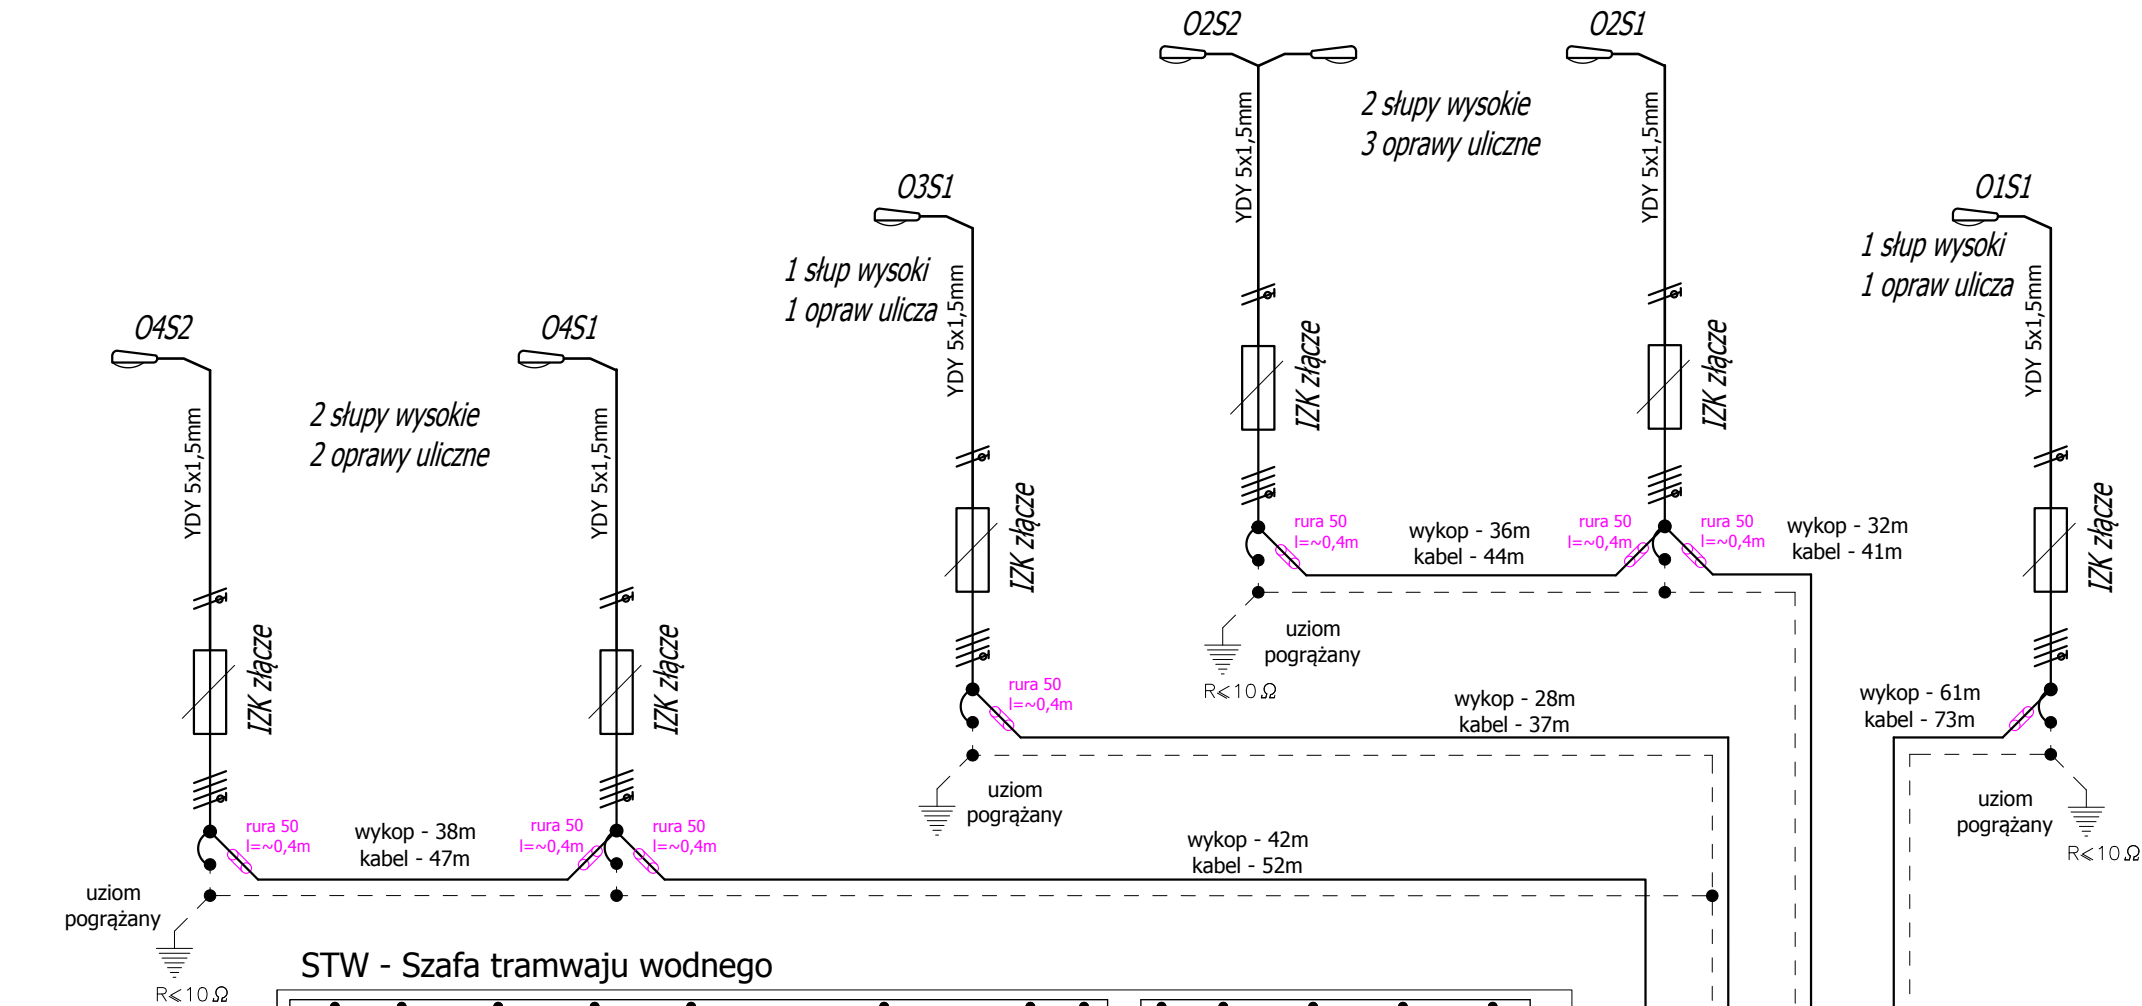 O2S2
O2S1
YDY 5x1,5mm
2 słupy wysokie
3 oprawy uliczne
YDY 5x1,5mm
O3S1
O1S1
1 słup wysoki
1 opraw ulicza
YDY 5x1,5mm
1 słup wysoki
1 opraw ulicza
YDY 5x1,5mm
O4S2
O4S1
IZK złącze
IZK złącze
2 słupy wysokie
2 oprawy uliczne
YDY 5x1,5mm
YDY 5x1,5mm
IZK złącze
IZK złącze
rura 50
l=~0,4m
wykop - 36m
kabel - 44m
rura 50
l=~0,4m
rura 50
l=~0,4m
wykop - 32m
kabel - 41m
IZK złącze
IZK złącze
uziom
pogrążany
R⩽10Ω
rura 50
l=~0,4m
wykop - 28m
kabel - 37m
wykop - 61m
kabel - 73m
uziom
pogrążany
uziom
pogrążany
R⩽10Ω
rura 50
l=~0,4m
wykop - 38m
kabel - 47m
rura 50
l=~0,4m
rura 50
l=~0,4m
wykop - 42m
kabel - 52m
uziom
pogrążany
R⩽10Ω
STW - Szafa tramwaju wodnego